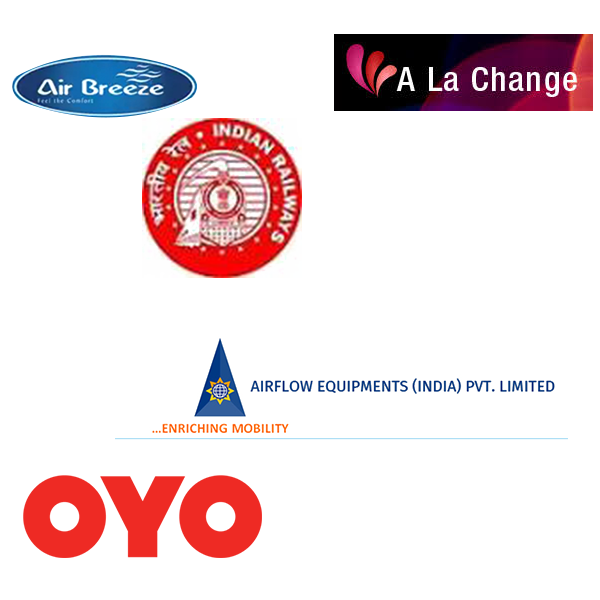 Air Breeze
Feel the Comfort
A La Change
भारतीय रेल • INDIAN RAILWAYS
AIRFLOW EQUIPMENTS (INDIA) PVT. LIMITED
...ENRICHING MOBILITY
OYO